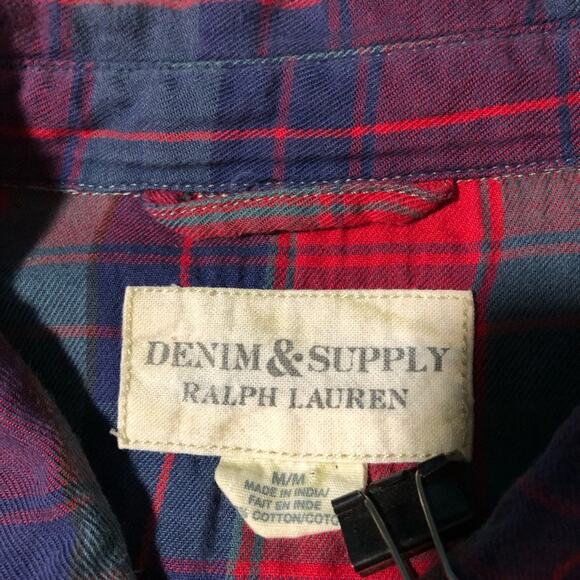 DENIM & SUPPLY
RALPH LAUREN
M/M
MADE IN INDIA/
FAIT EN INDE
% COTTON/COTO